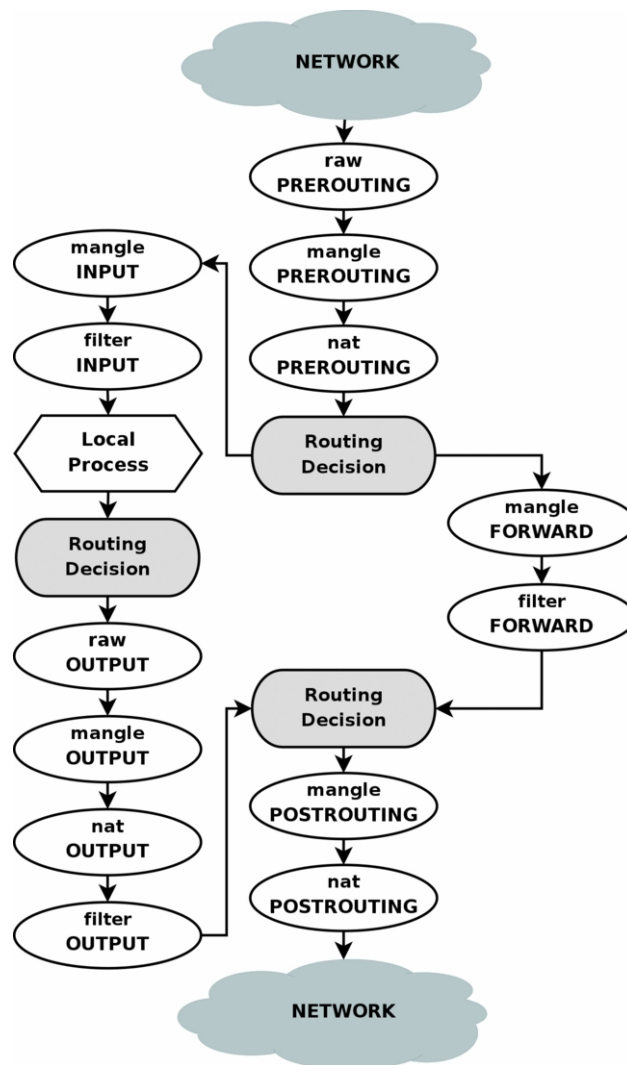 NETWORK
raw
PREROUTING
mangle
PREROUTING
nat
PREROUTING
Routing
Decision
mangle
INPUT
filter
INPUT
Local
Process
Routing
Decision
raw
OUTPUT
mangle
OUTPUT
nat
OUTPUT
filter
OUTPUT
mangle
FORWARD
filter
FORWARD
Routing
Decision
mangle
POSTROUTING
nat
POSTROUTING
NETWORK